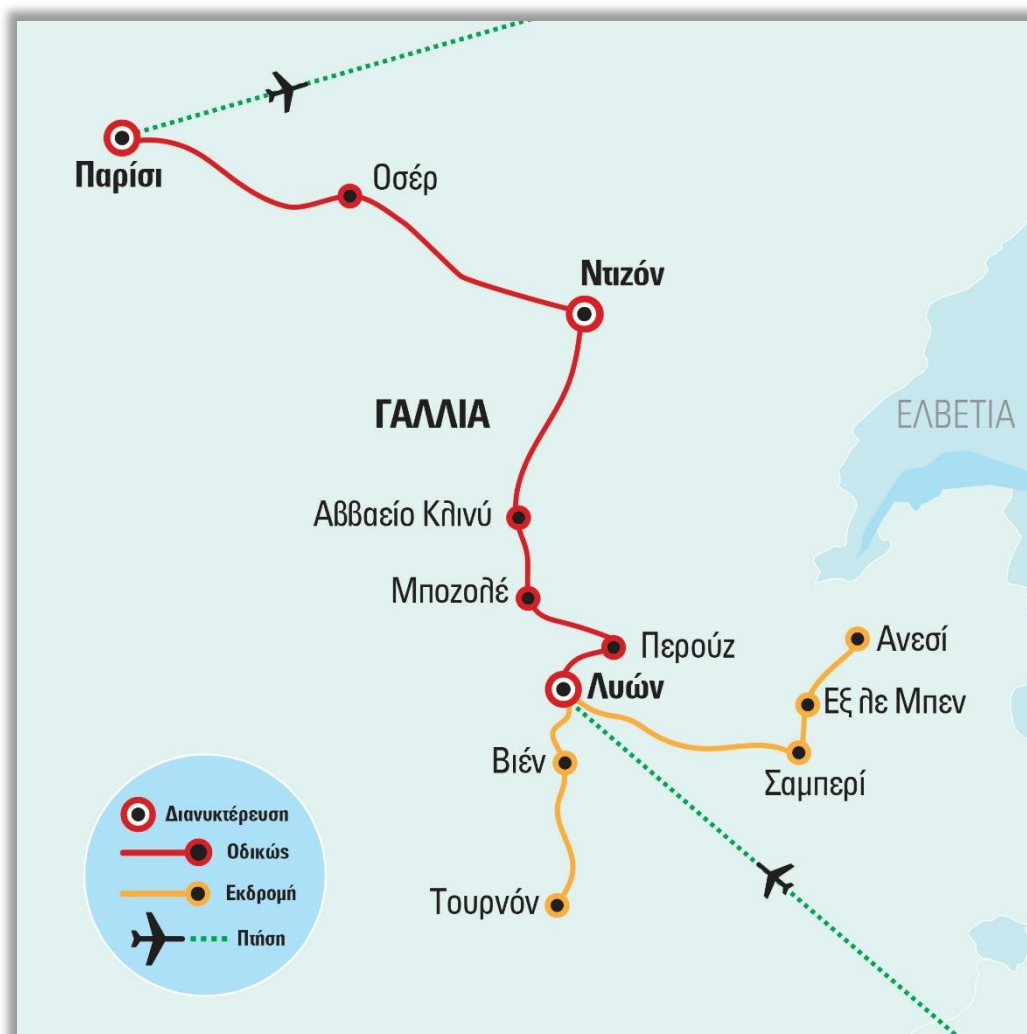 Παρίσι
Οσέρ
Ντιζόν
ΓΑΛΛΙΑ
ΕΛΒΕΤΙΑ
Αββαείο Κλινύ
Μποζολέ
Περούζ
Ανεσί
Λυών
Εξ λε Μπεν
Βιέν
Σαμπερί
Τουρνόν
Διανυκτέρευση
Οδικώς
Εκδρομή
Πτήση